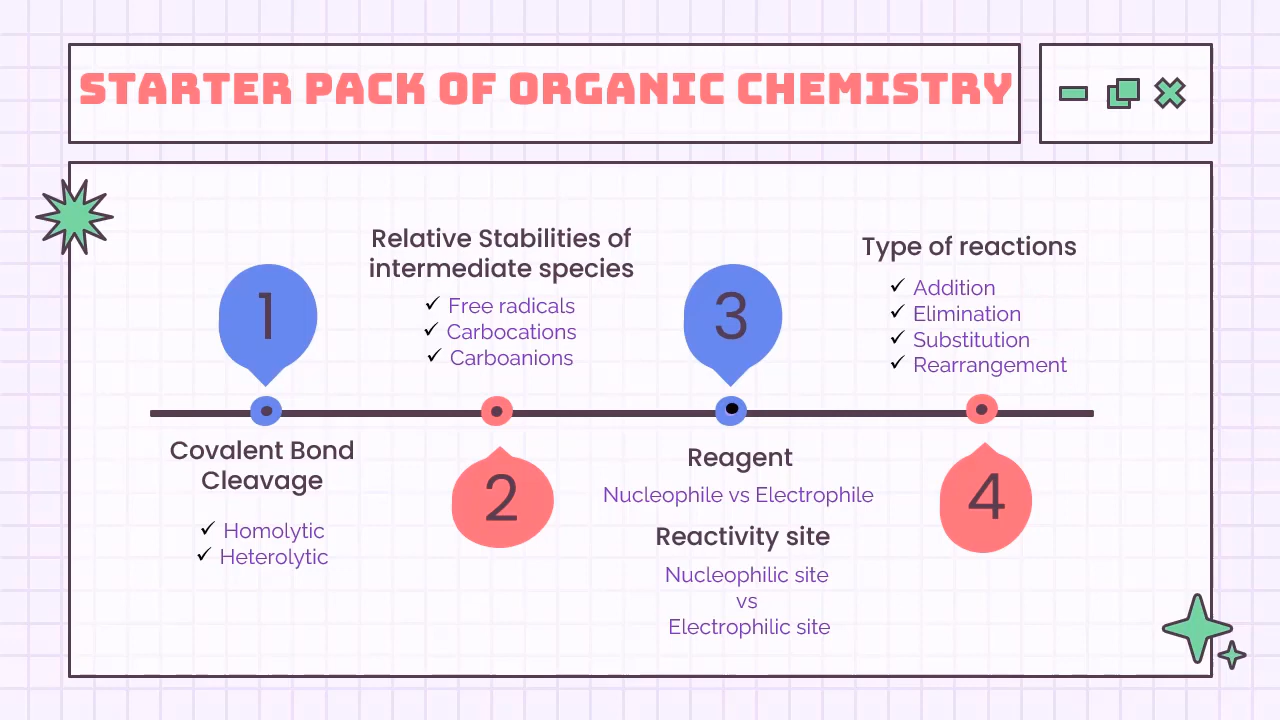 STARTER PACK OF ORGANIC CHEMISTRY
1
Covalent Bond
Cleavage
✓ Homolytic
✓ Heterolytic
Relative Stabilities of
intermediate species
✓ Free radicals
✓ Carbocations
✓ Carboanions
2
3
Reagent
Nucleophile vs Electrophile
Reactivity site
Nucleophilic site
vs
Electrophilic site
Type of reactions
✓ Addition
✓ Elimination
✓ Substitution
✓ Rearrangement
4